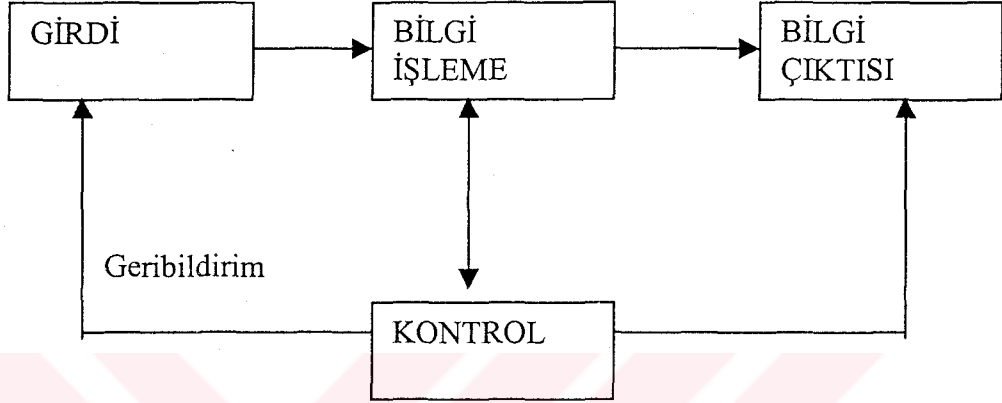 GİRDİ
BİLGİ
İŞLEME
BİLGİ
ÇIKTISI
Geribildirim
KONTROL